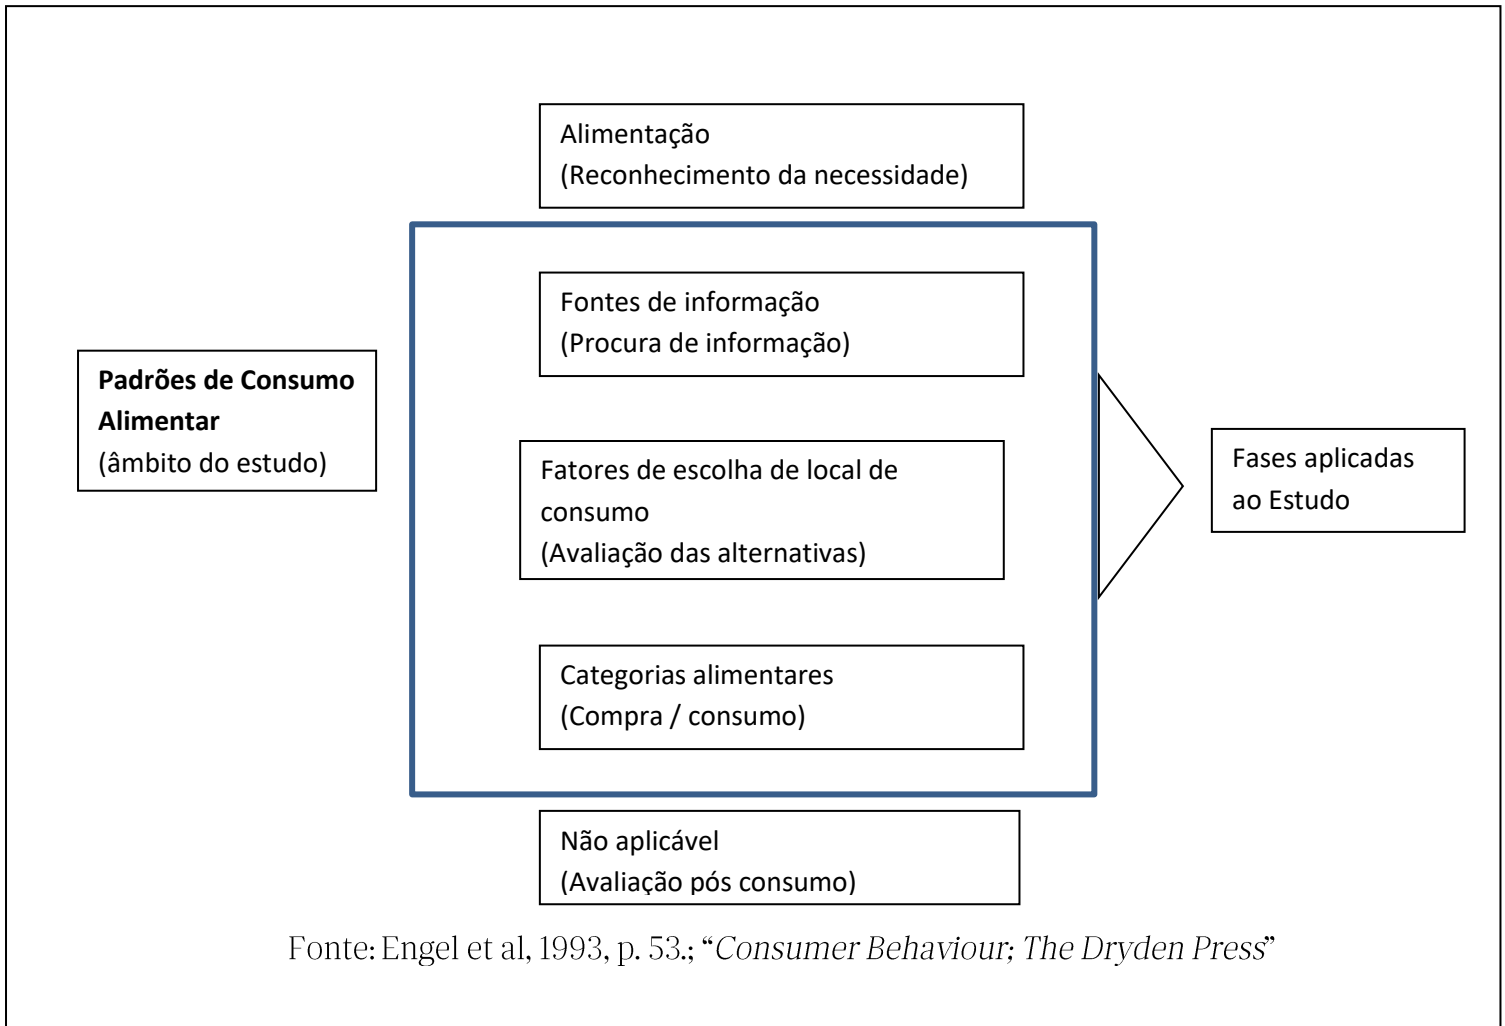 Alimentação
(Reconhecimento da necessidade)
Fontes de informação
(Procura de informação)
Padrões de Consumo
Alimentar
(âmbito do estudo)
Fatores de escolha de local de
consumo
(Avaliação das alternativas)
Fases aplicadas
ao Estudo
Categorias alimentares
(Compra / consumo)
Não aplicável
(Avaliação pós consumo)
Fonte: Engel et al, 1993, p. 53.; “Consumer Behaviour; The Dryden Press”